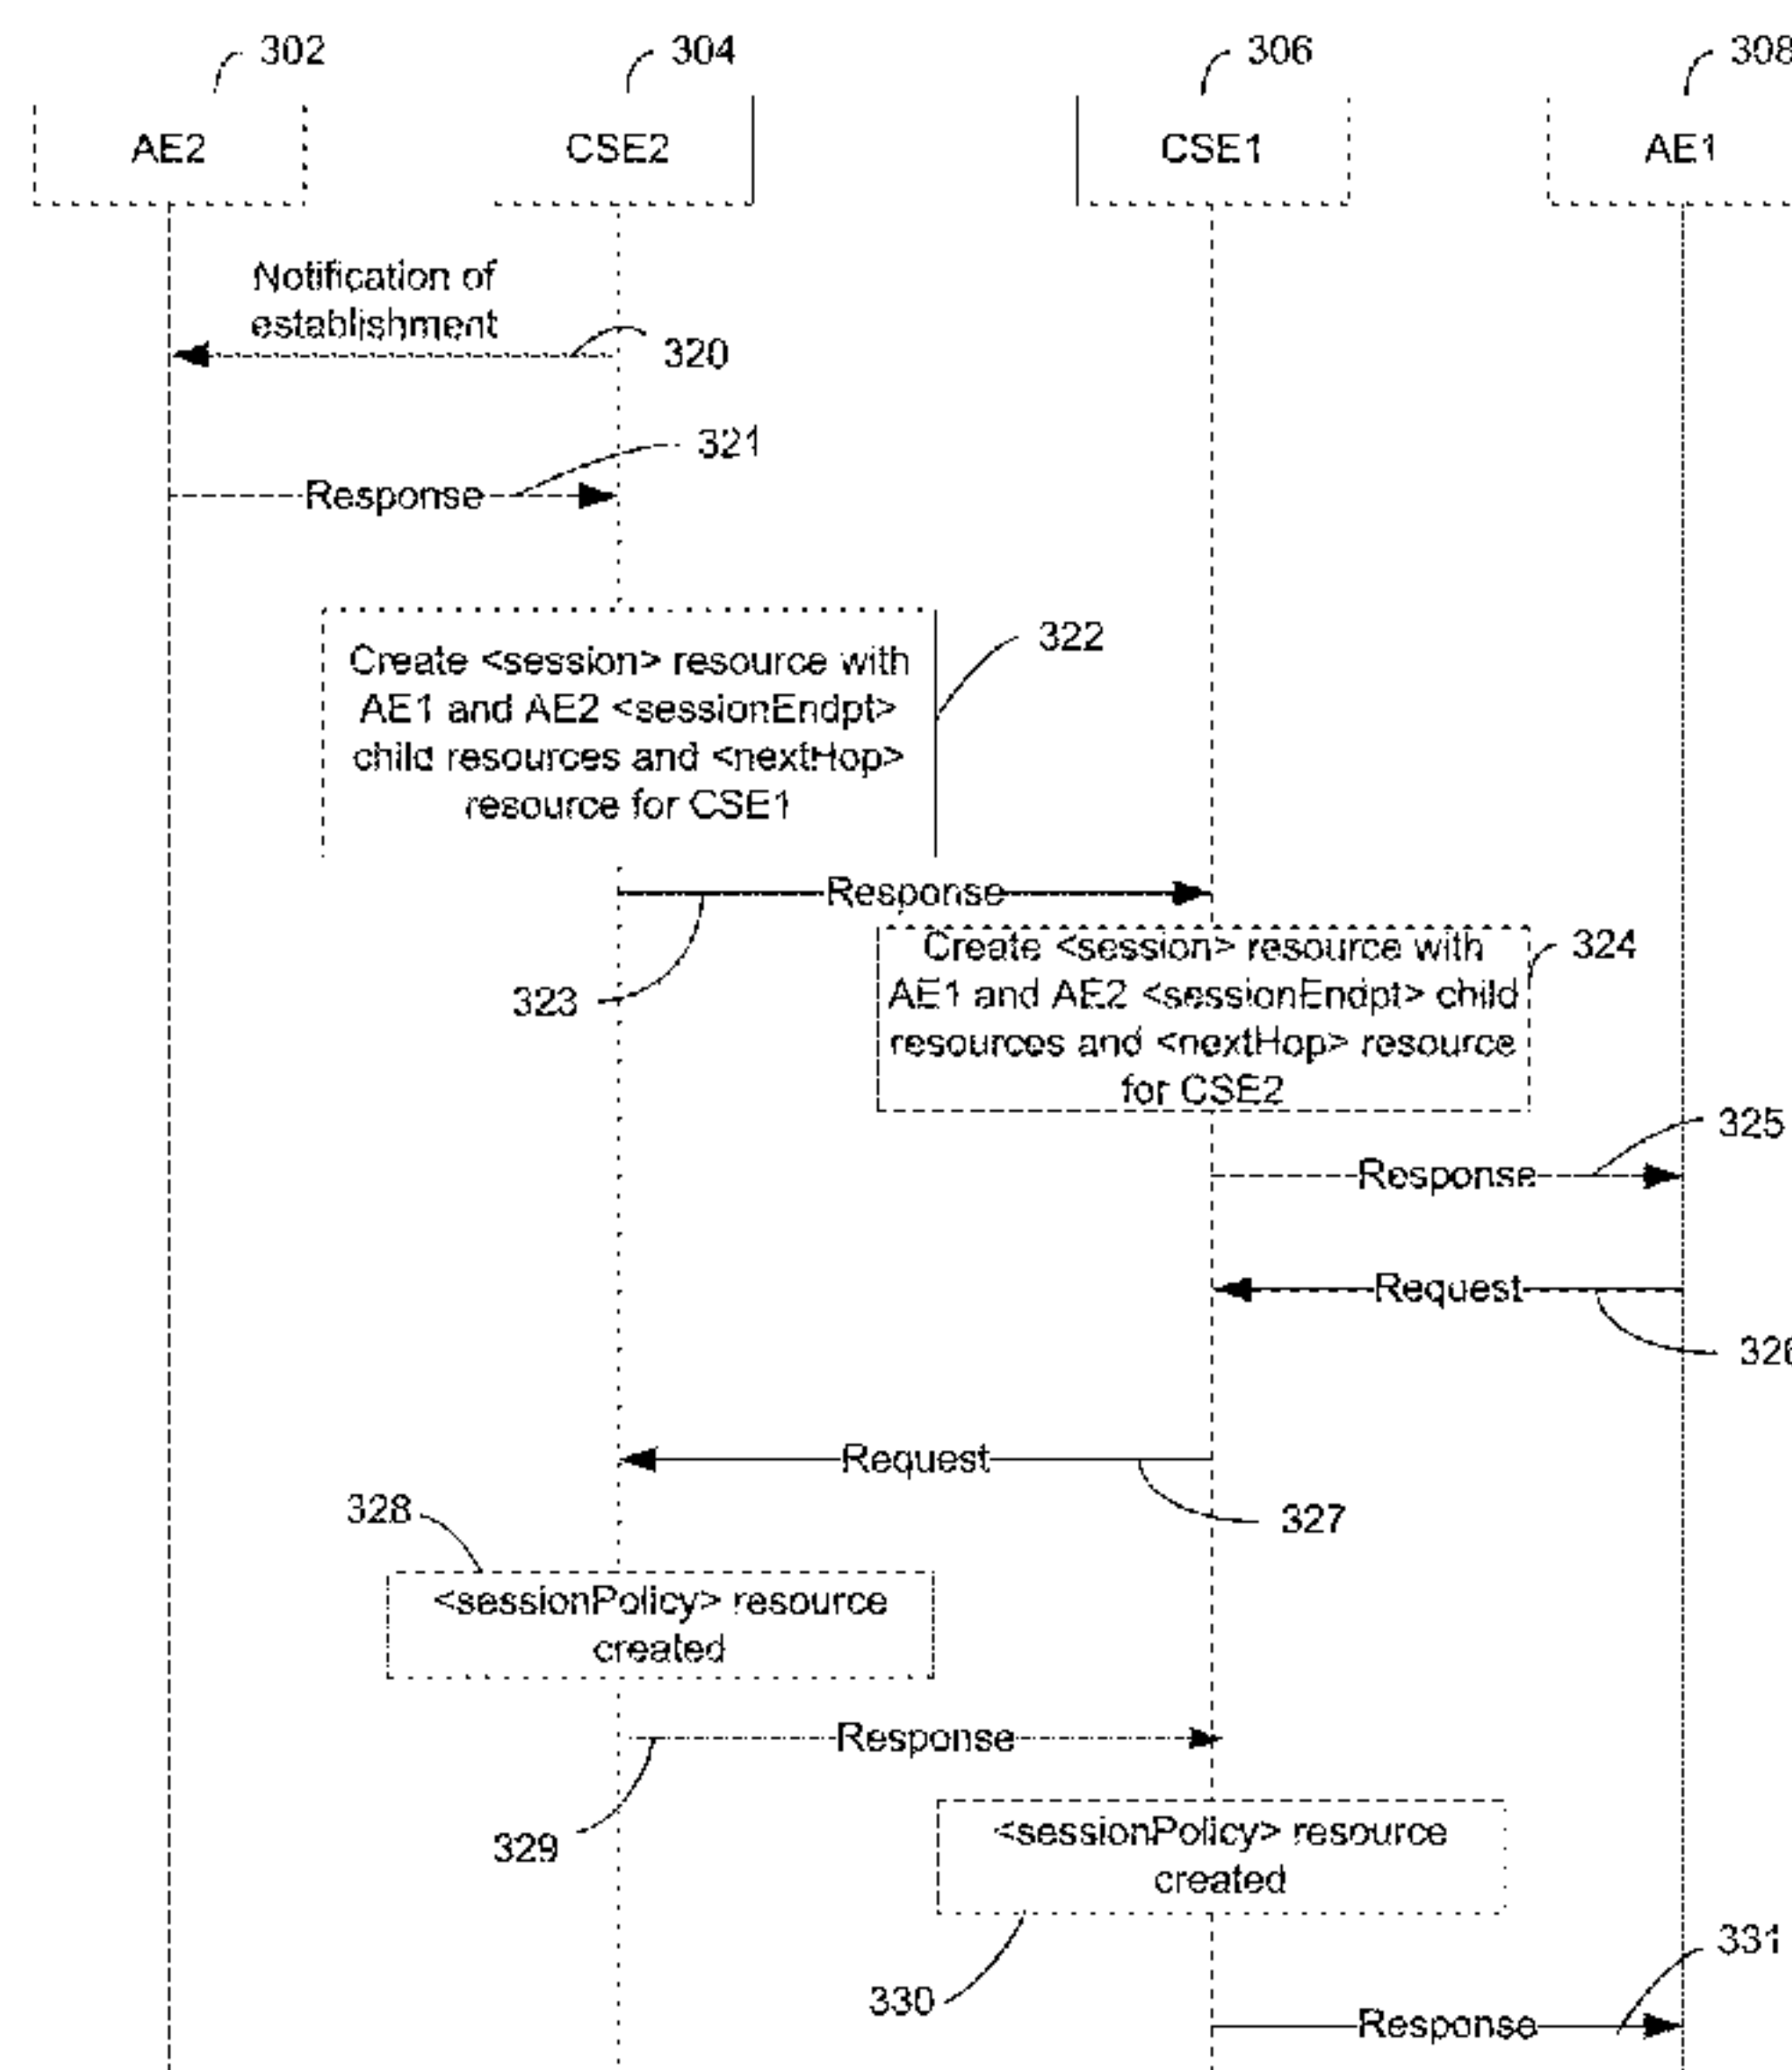 302
304
306
308
AE2
CSE2
CSE1
AE1
Notification of
establishment
320
321
Response
322
Create <session> resource with
AE1 and AE2 <sessionEndpt>
child resources and <nextHop>
resource for CSE1
Response
323
Create <session> resource with
AE1 and AE2 <sessionEndpt> child
resources and <nextHop> resource
for CSE2
324
325
Response
Request
326
Request
327
328
<sessionPolicy> resource
created
Response
329
<sessionPolicy> resource
created
330
331
Response